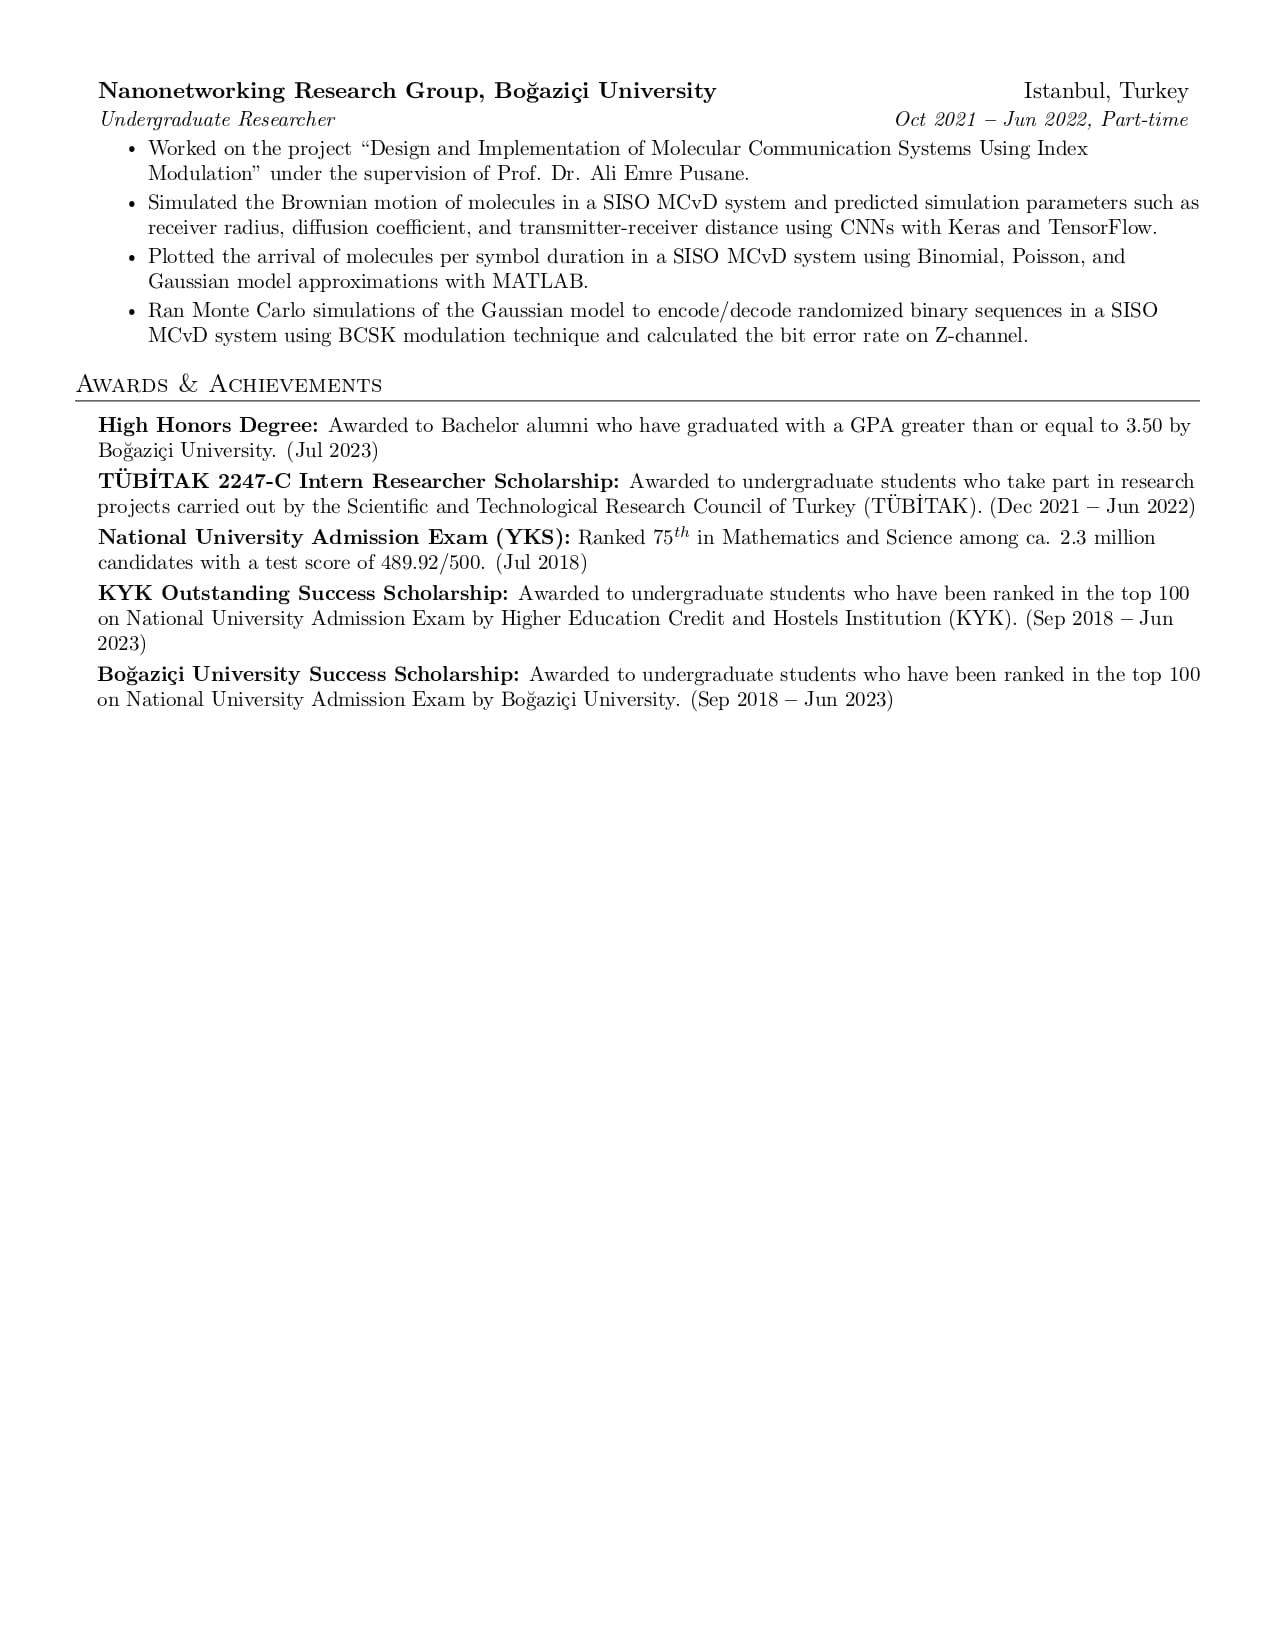 Nanonetworking Research Group, Boğaziçi University Istanbul, Turkey
Undergraduate Researcher Oct 2021 – Jun 2022, Part-time
• Worked on the project “Design and Implementation of Molecular Communication Systems Using Index
Modulation” under the supervision of Prof. Dr. Ali Emre Pusane.
• Simulated the Brownian motion of molecules in a SISO MCvD system and predicted simulation parameters such as
receiver radius, diffusion coefficient, and transmitter-receiver distance using CNNs with Keras and TensorFlow.
• Plotted the arrival of molecules per symbol duration in a SISO MCvD system using Binomial, Poisson, and
Gaussian model approximations with MATLAB.
• Ran Monte Carlo simulations of the Gaussian model to encode/decode randomized binary sequences in a SISO
MCvD system using BCSK modulation technique and calculated the bit error rate on Z-channel.
Awards & Achievements
High Honors Degree: Awarded to Bachelor alumni who have graduated with a GPA greater than or equal to 3.50 by
Boğaziçi University. (Jul 2023)
TÜBİTAK 2247-C Intern Researcher Scholarship: Awarded to undergraduate students who take part in research
projects carried out by the Scientific and Technological Research Council of Turkey (TÜBİTAK). (Dec 2021 – Jun 2022)
National University Admission Exam (YKS): Ranked 75th in Mathematics and Science among ca. 2.3 million
candidates with a test score of 489.92/500. (Jul 2018)
KYK Outstanding Success Scholarship: Awarded to undergraduate students who have been ranked in the top 100
on National University Admission Exam by Higher Education Credit and Hostels Institution (KYK). (Sep 2018 – Jun
2023)
Boğaziçi University Success Scholarship: Awarded to undergraduate students who have been ranked in the top 100
on National University Admission Exam by Boğaziçi University. (Sep 2018 – Jun 2023)